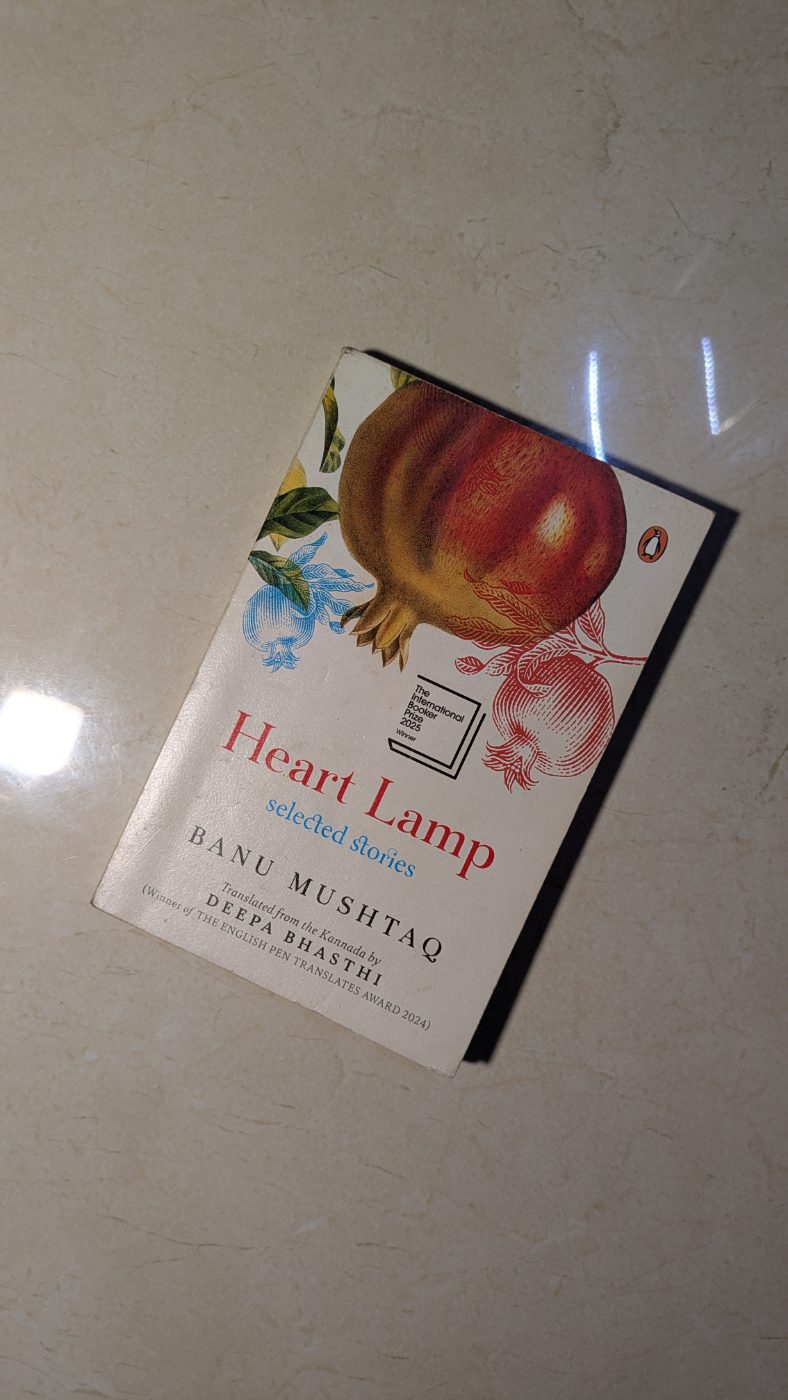 The
International
Booker
Prize
2025
Winner
Heart Lamp
selected stories
BANU MUSHTAQ
Translated from the Kannada by
DEEPA BHASTHI
(Winner of THE ENGLISH PEN TRANSLATES AWARD 2024)